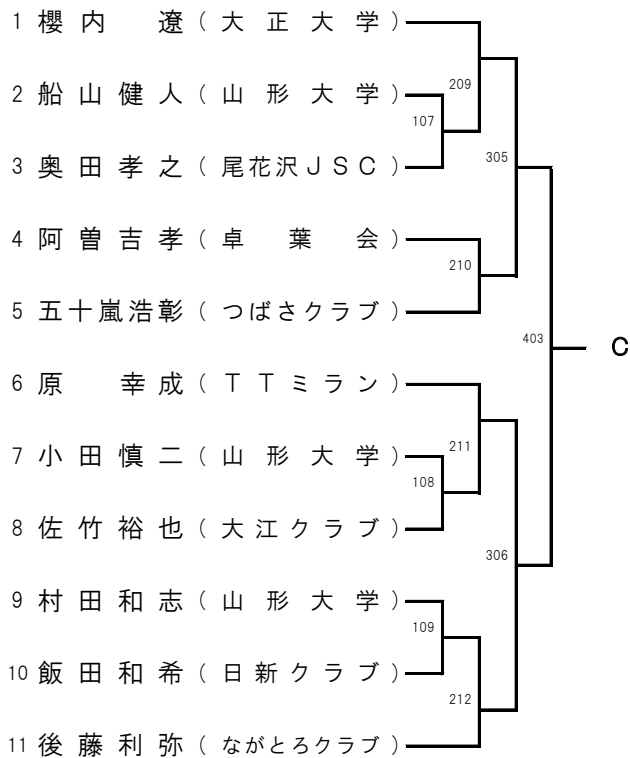 1 櫻内 遼(大正大学)
209
2 船山健人(山形大学)
107
305
3 奥田孝之(尾花沢JSC)
4 阿曽吉孝(卓葉会)
210
5 五十嵐浩彰(つばさクラブ)
403 C
6 原 幸成(TTミラン)
211
7 小田慎二(山形大学)
108
8 佐竹裕也(大江クラブ)
306
9 村田和志(山形大学)
109
10 飯田和希(日新クラブ)
212
11 後藤利弥(ながとろクラブ)